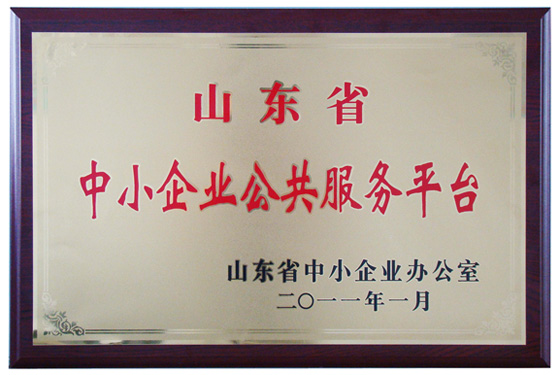 山东省
中小企业公共服务平台
山东省中小企业办公室
二〇一一年一月